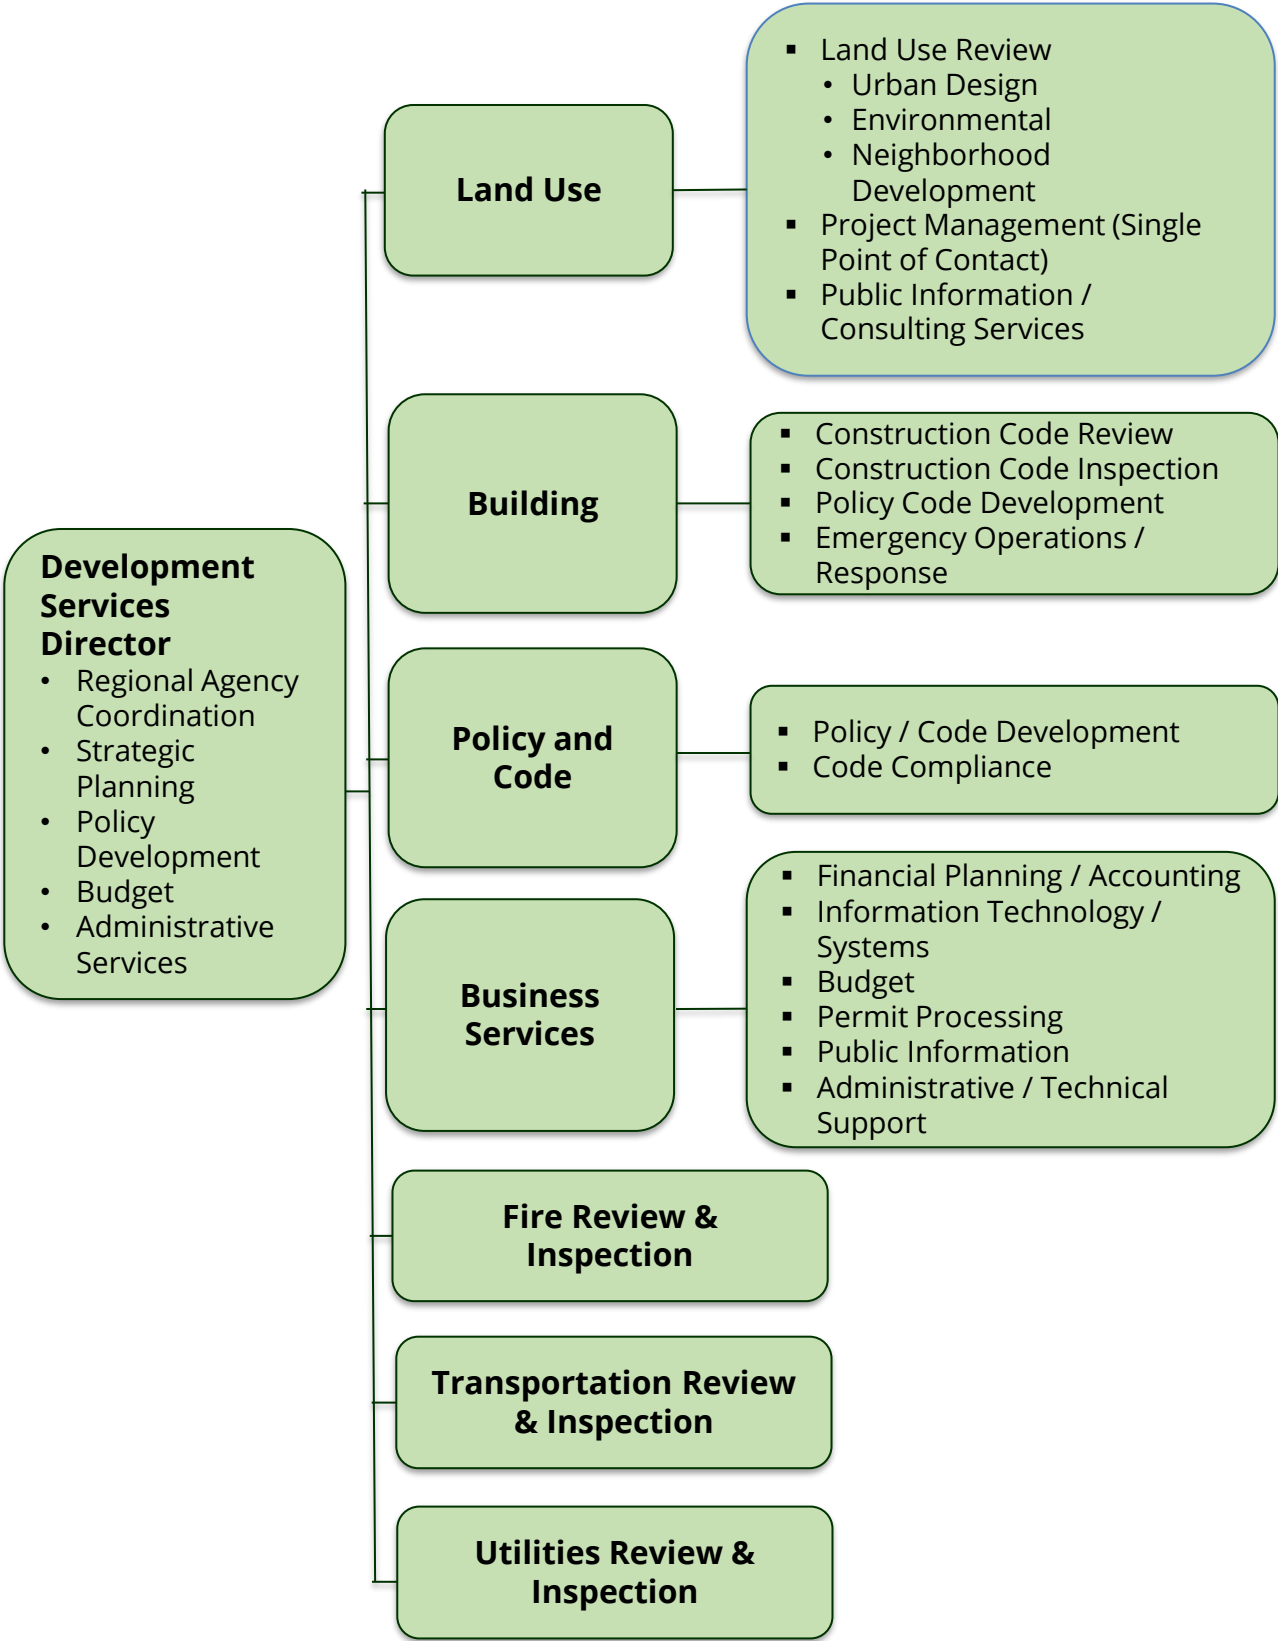 Development
Services
Director
• Regional Agency
Coordination
• Strategic
Planning
• Policy
Development
• Budget
• Administrative
Services
Land Use
▪ Land Use Review
• Urban Design
• Environmental
• Neighborhood
Development
▪ Project Management (Single
Point of Contact)
▪ Public Information /
Consulting Services
Building
▪ Construction Code Review
▪ Construction Code Inspection
▪ Policy Code Development
▪ Emergency Operations /
Response
Policy and
Code
▪ Policy / Code Development
▪ Code Compliance
Business
Services
▪ Financial Planning / Accounting
▪ Information Technology /
Systems
▪ Budget
▪ Permit Processing
▪ Public Information
▪ Administrative / Technical
Support
Fire Review &
Inspection
Transportation Review
& Inspection
Utilities Review &
Inspection